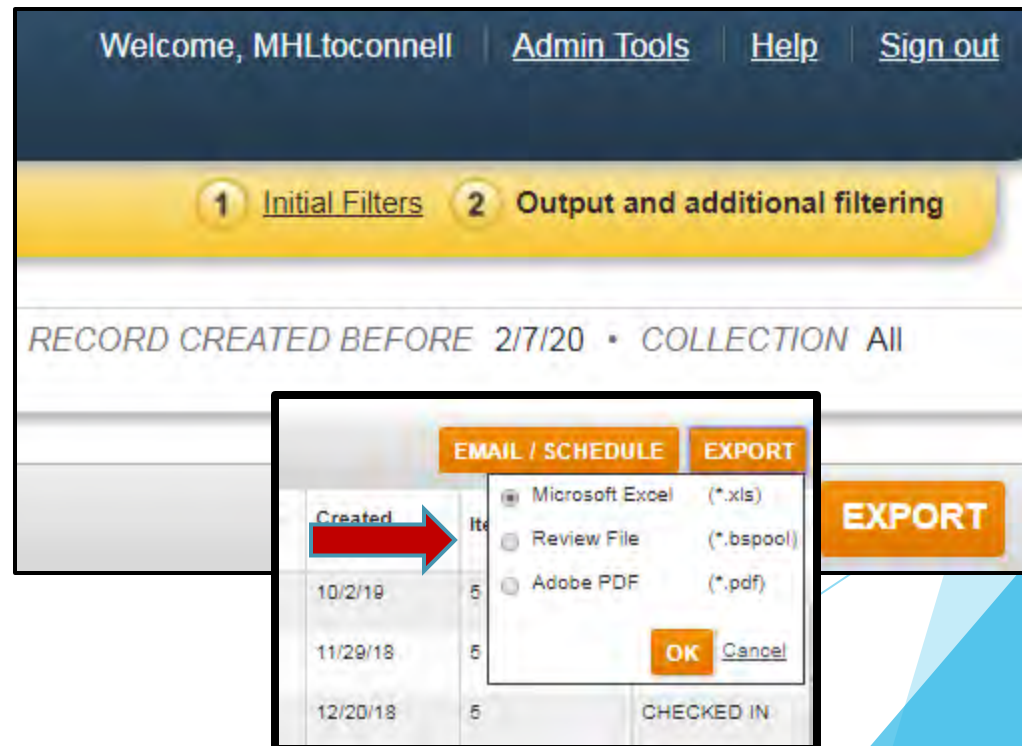 Welcome, MHLtoconnell | Admin Tools | Help | Sign out
1 Initial Filters 2 Output and additional filtering
RECORD CREATED BEFORE 2/7/20 • COLLECTION All
EXPORT
EMAIL / SCHEDULE EXPORT
Created
Microsoft Excel (*.xls)
Review File (*.bspool)
Adobe PDF (*.pdf)
OK Cancel
10/2/19 5
11/29/18 5
12/20/18 5 CHECKED IN